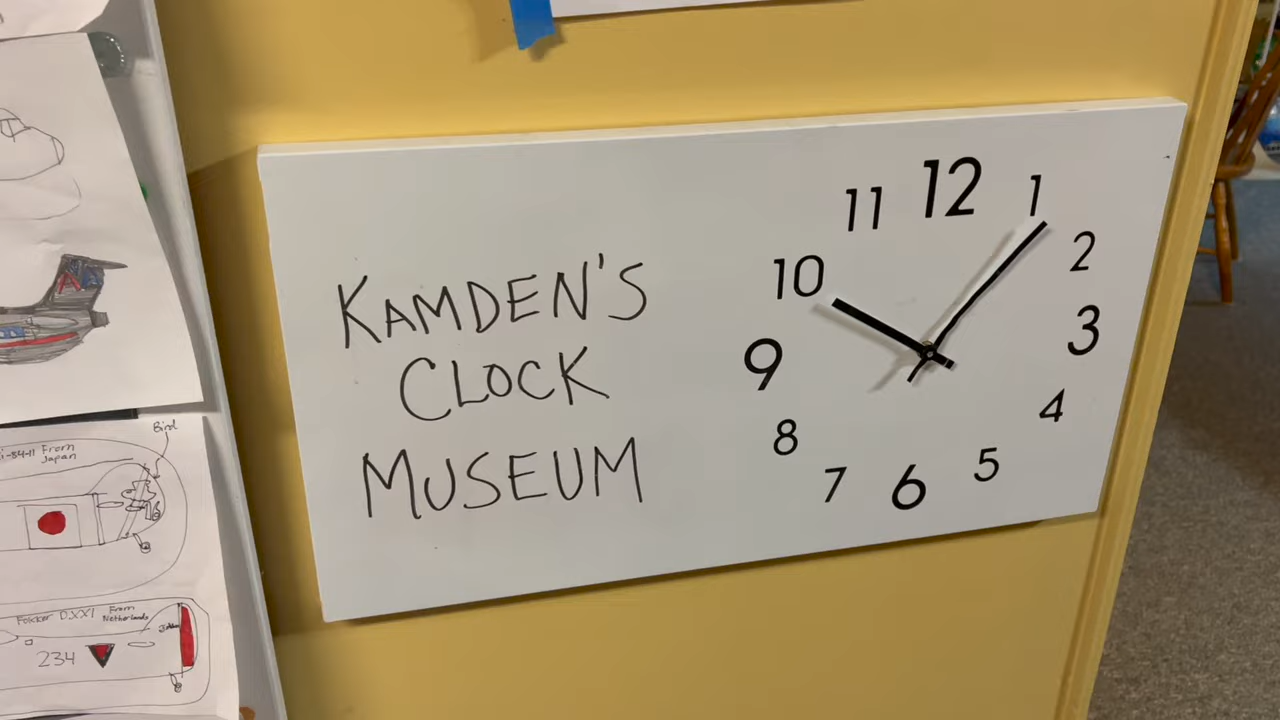 KAMDEN'S
CLOCK
MUSEUM
12
1
2
3
4
5
6
7
8
9
10
11
Bird
From
Japan
Fokker D.XXI From
Netherlands
234